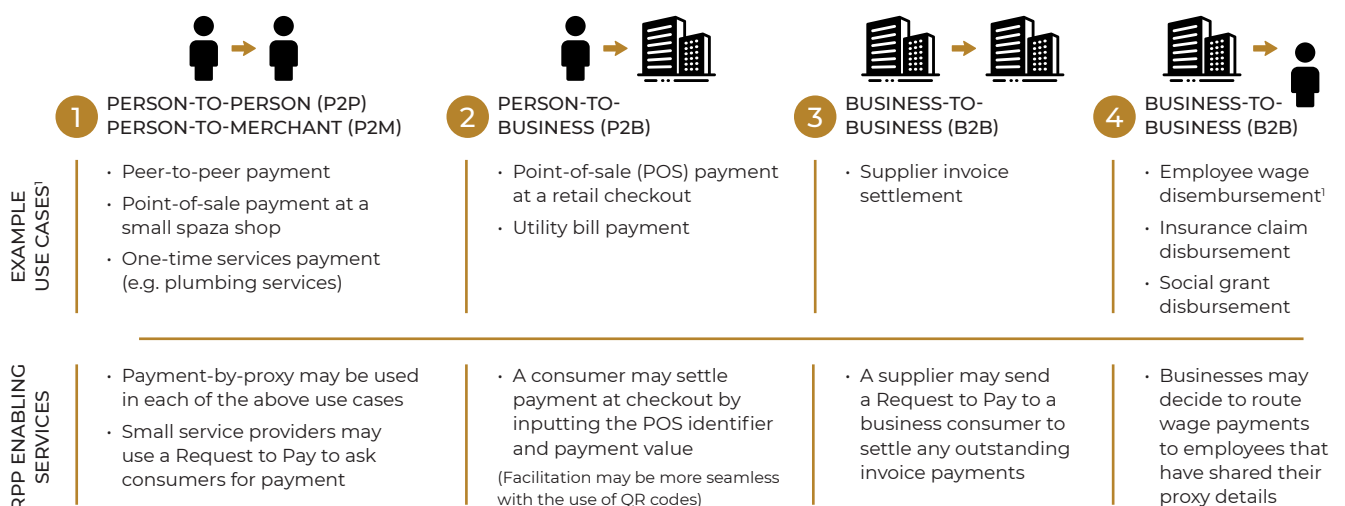 1
PERSON-TO-PERSON (P2P)
PERSON-TO-MERCHANT (P2M)
2
PERSON-TO-
BUSINESS (P2B)
3
BUSINESS-TO-
BUSINESS (B2B)
4
BUSINESS-TO-
BUSINESS (B2B)
EXAMPLE
USE CASES¹
• Peer-to-peer payment
• Point-of-sale payment at a
small spaza shop
• One-time services payment
(e.g. plumbing services)
• Point-of-sale (POS) payment
at a retail checkout
• Utility bill payment
• Supplier invoice
settlement
• Employee wage
disembursement¹
• Insurance claim
disbursement
• Social grant
disbursement
RPP ENABLING
SERVICES
• Payment-by-proxy may be used
in each of the above use cases
• Small service providers may
use a Request to Pay to ask
consumers for payment
• A consumer may settle
payment at checkout by
inputting the POS identifier
and payment value
(Facilitation may be more seamless
with the use of QR codes)
• A supplier may send
a Request to Pay to a
business consumer to
settle any outstanding
invoice payments
• Businesses may
decide to route
wage payments
to employees that
have shared their
proxy details